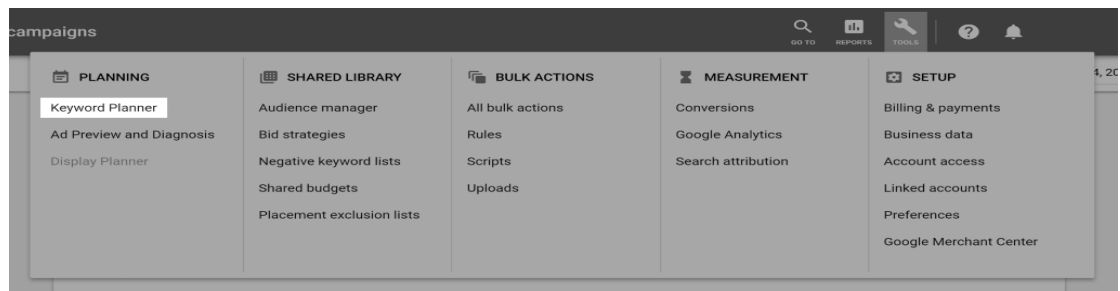 campaigns
GO TO
REPORTS
TOOLS
4, 20
PLANNING
Keyword Planner
Ad Preview and Diagnosis
Display Planner
SHARED LIBRARY
Audience manager
Bid strategies
Negative keyword lists
Shared budgets
Placement exclusion lists
BULK ACTIONS
All bulk actions
Rules
Scripts
Uploads
MEASUREMENT
Conversions
Google Analytics
Search attribution
SETUP
Billing & payments
Business data
Account access
Linked accounts
Preferences
Google Merchant Center